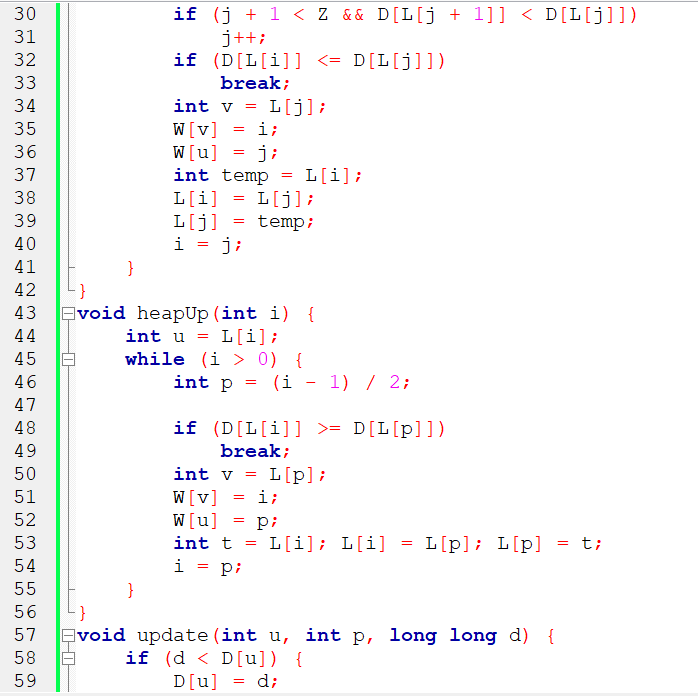 30 if (j + 1 < Z && D[L[j + 1]] < D[L[j]])
31 j++;
32 if (D[L[i]] <= D[L[j]])
33 break;
34 int v = L[j];
35 W[v] = i;
36 W[u] = j;
37 int temp = L[i];
38 L[i] = L[j];
39 L[j] = temp;
40 i = j;
41 }
42 }
43 void heapUp(int i) {
44 int u = L[i];
45 while (i > 0) {
46 int p = (i - 1) / 2;
47
48 if (D[L[i]] >= D[L[p]])
49 break;
50 int v = L[p];
51 W[v] = i;
52 W[u] = p;
53 int t = L[i]; L[i] = L[p]; L[p] = t;
54 i = p;
55 }
56 }
57 void update(int u, int p, long long d) {
58 if (d < D[u]) {
59 D[u] = d;